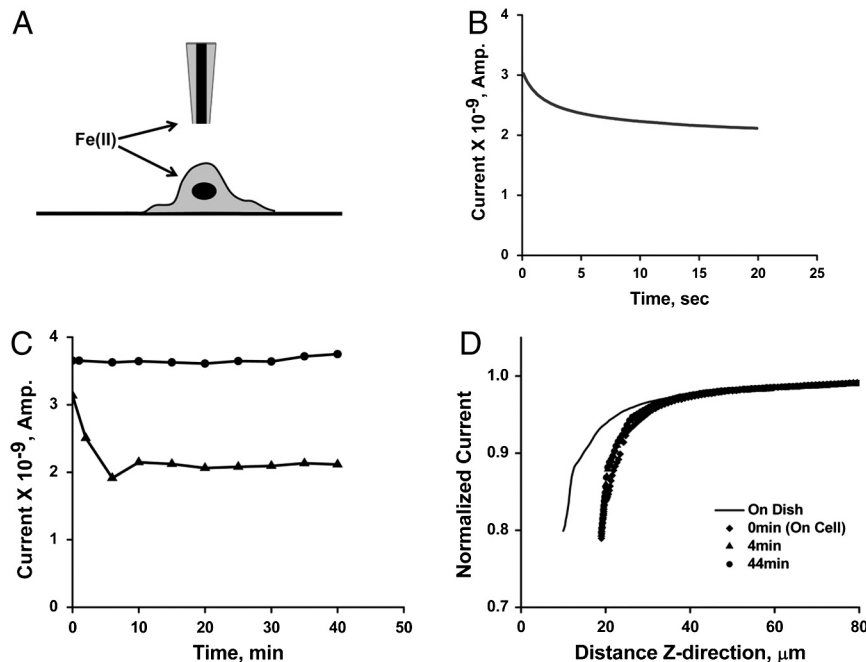 A
Fe(II)
B
Current X 10-9, Amp.
4
3
2
1
0
0 5 10 15 20 25
Time, sec
C
Current X 10-9, Amp.
4
3
2
1
0
0 10 20 30 40 50
Time, min
D
Normalized Current
1.0
0.9
0.8
0.7
0 20 40 60 80
On Dish
0min (On Cell)
4min
44min
Distance Z-direction, μm